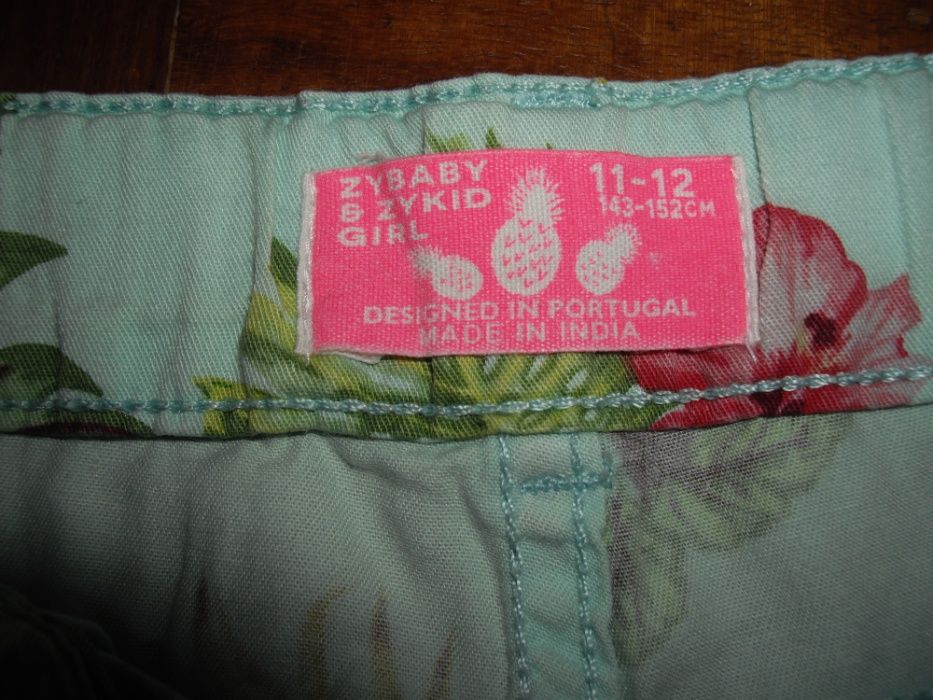 ZYBABY
& ZYKID
GIRL
11-12
143-152CM
DESIGNED IN PORTUGAL
MADE IN INDIA